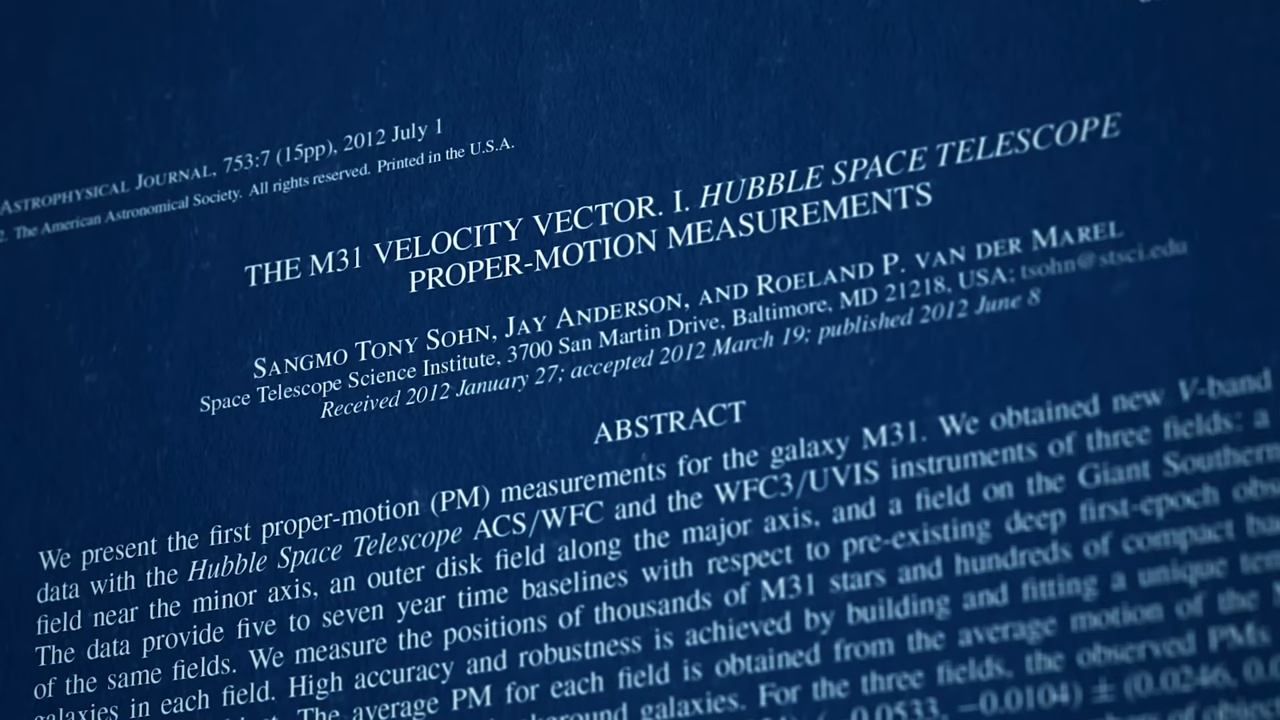 ASTROPHYSICAL JOURNAL, 753:7 (15pp), 2012 July 1
2. The American Astronomical Society. All rights reserved. Printed in the U.S.A.
THE M31 VELOCITY VECTOR. I. HUBBLE SPACE TELESCOPE
PROPER-MOTION MEASUREMENTS
SANGMO TONY SOHN, JAY ANDERSON, AND ROELAND P. VAN DER MAREL
Space Telescope Science Institute, 3700 San Martin Drive, Baltimore, MD 21218, USA; tsohn@stsci.edu
Received 2012 January 27; accepted 2012 March 19; published 2012 June 8
ABSTRACT
We present the first proper-motion (PM) measurements for the galaxy M31. We obtained new V-band
data with the Hubble Space Telescope ACS/WFC and the WFC3/UVIS instruments of three fields: a
field near the minor axis, an outer disk field along the major axis, and a field on the Giant Southern
The data provide five to seven year time baselines with respect to pre-existing deep first-epoch
of the same fields. We measure the positions of thousands of M31 stars and hundreds of compact
galaxies in each field. High accuracy and robustness is achieved by building and fitting a unique
The average PM for each field is obtained from the average motion of the
galaxies. For the three fields, the observed PMs
−0.0104) ± (0.0246,